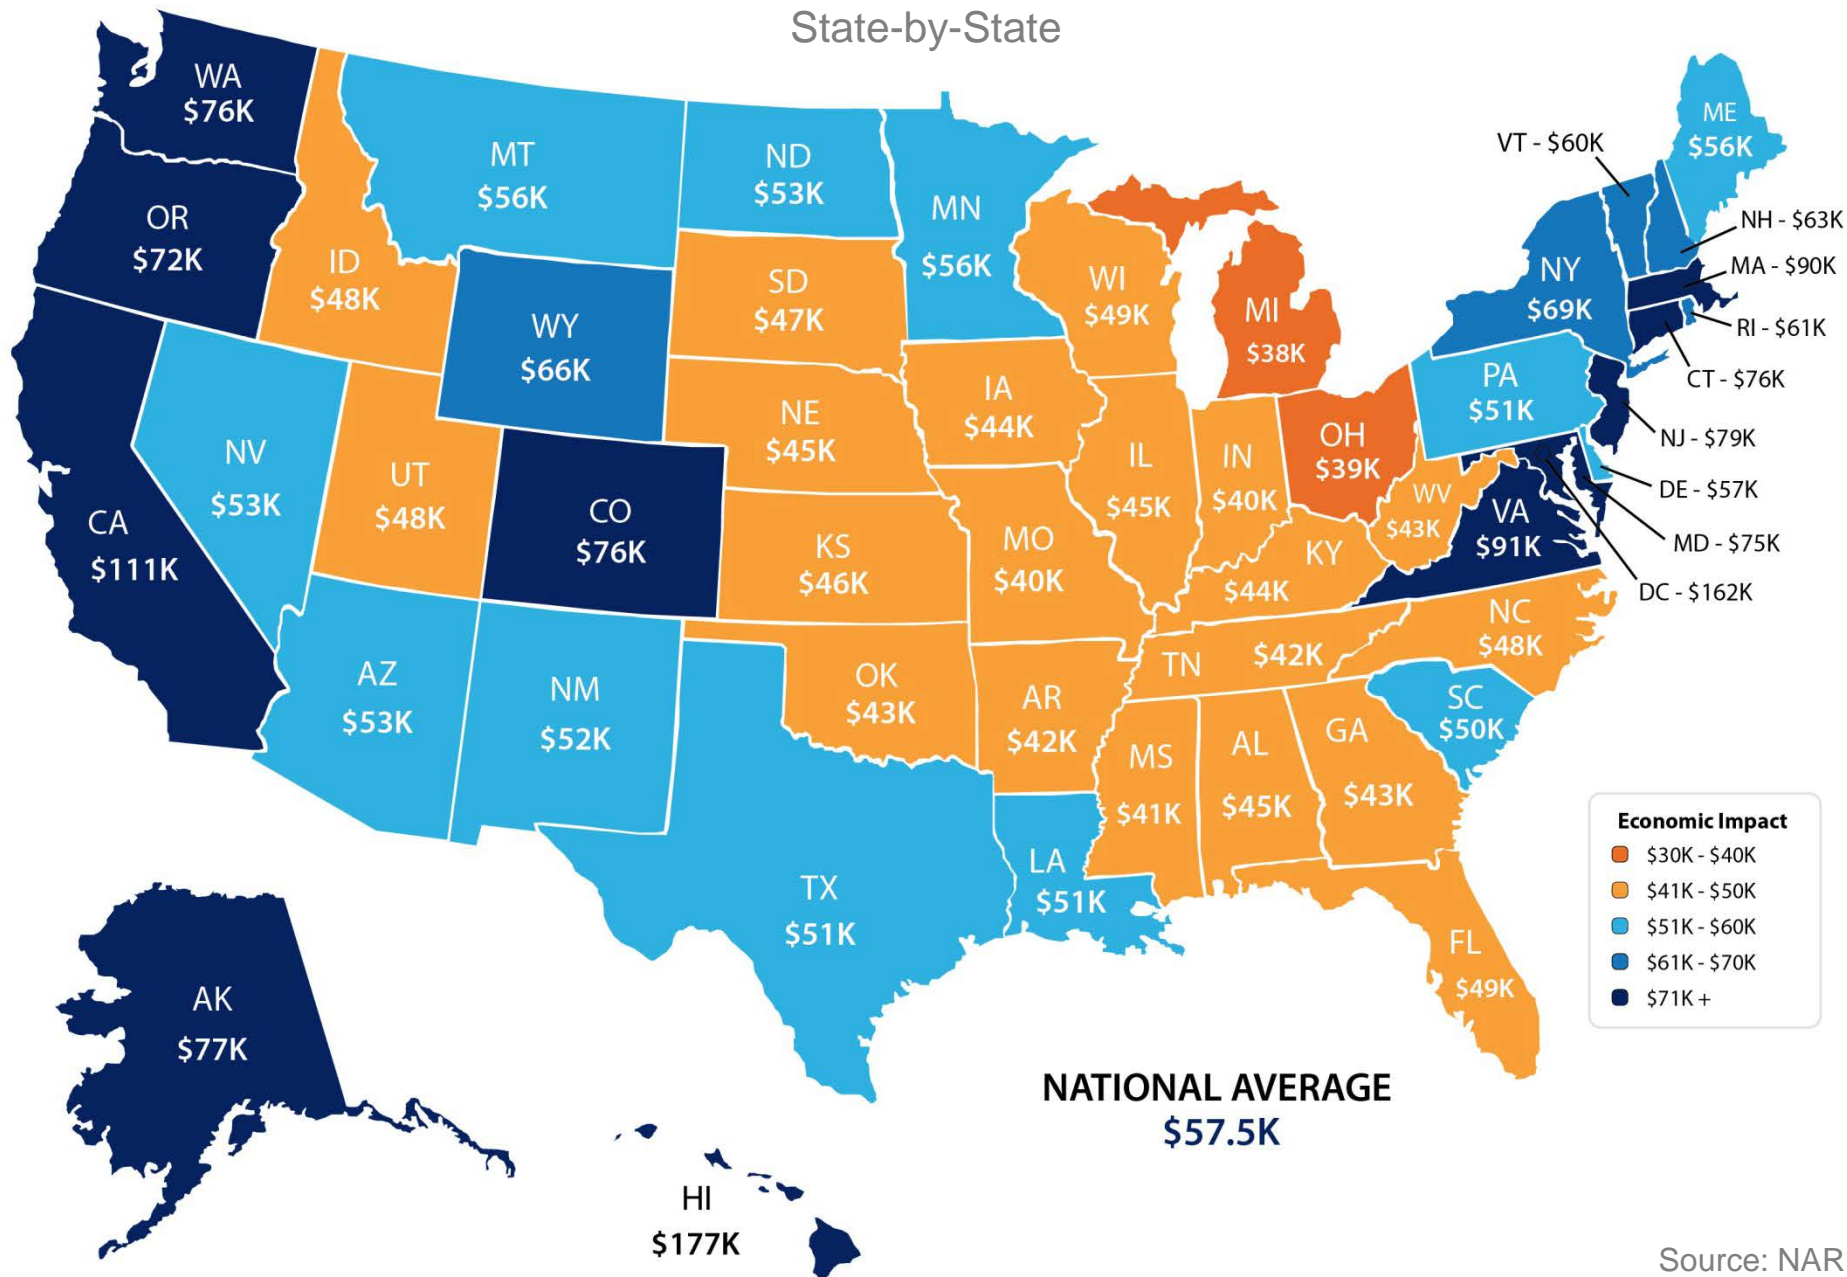 State-by-State
WA
$76K
OR
$72K
CA
$111K
ID
$48K
NV
$53K
MT
$56K
WY
$66K
UT
$48K
AZ
$53K
CO
$76K
NM
$52K
ND
$53K
SD
$47K
NE
$45K
KS
$46K
OK
$43K
TX
$51K
MN
$56K
IA
$44K
MO
$40K
AR
$42K
LA
$51K
WI
$49K
IL
$45K
MI
$38K
IN
$40K
OH
$39K
KY
$44K
TN $42K
MS
$41K
AL
$45K
GA
$43K
FL
$49K
SC
$50K
NC
$48K
WV
$43K
VA
$91K
PA
$51K
NY
$69K
ME
$56K
VT - $60K
NH - $63K
MA - $90K
RI - $61K
CT - $76K
NJ - $79K
DE - $57K
MD - $75K
DC - $162K
AK
$77K
HI
$177K
NATIONAL AVERAGE
$57.5K
Economic Impact
$30K - $40K
$41K - $50K
$51K - $60K
$61K - $70K
$71K +
Source: NAR